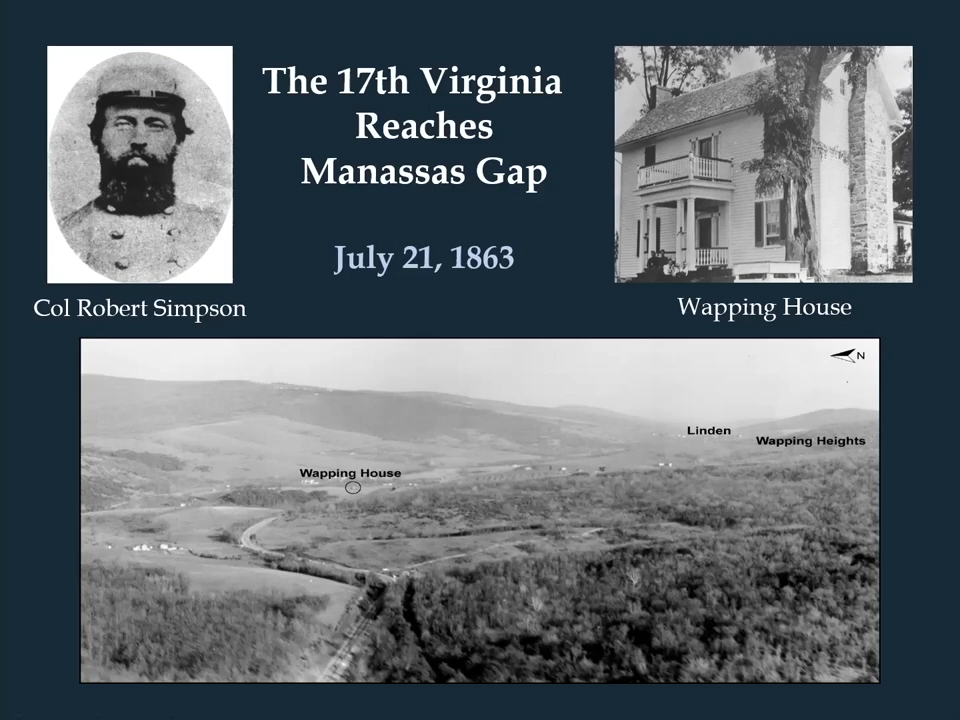 The 17th Virginia
Reaches
Manassas Gap
July 21, 1863
Col Robert Simpson
Wapping House
N
Linden
Wapping Heights
Wapping House